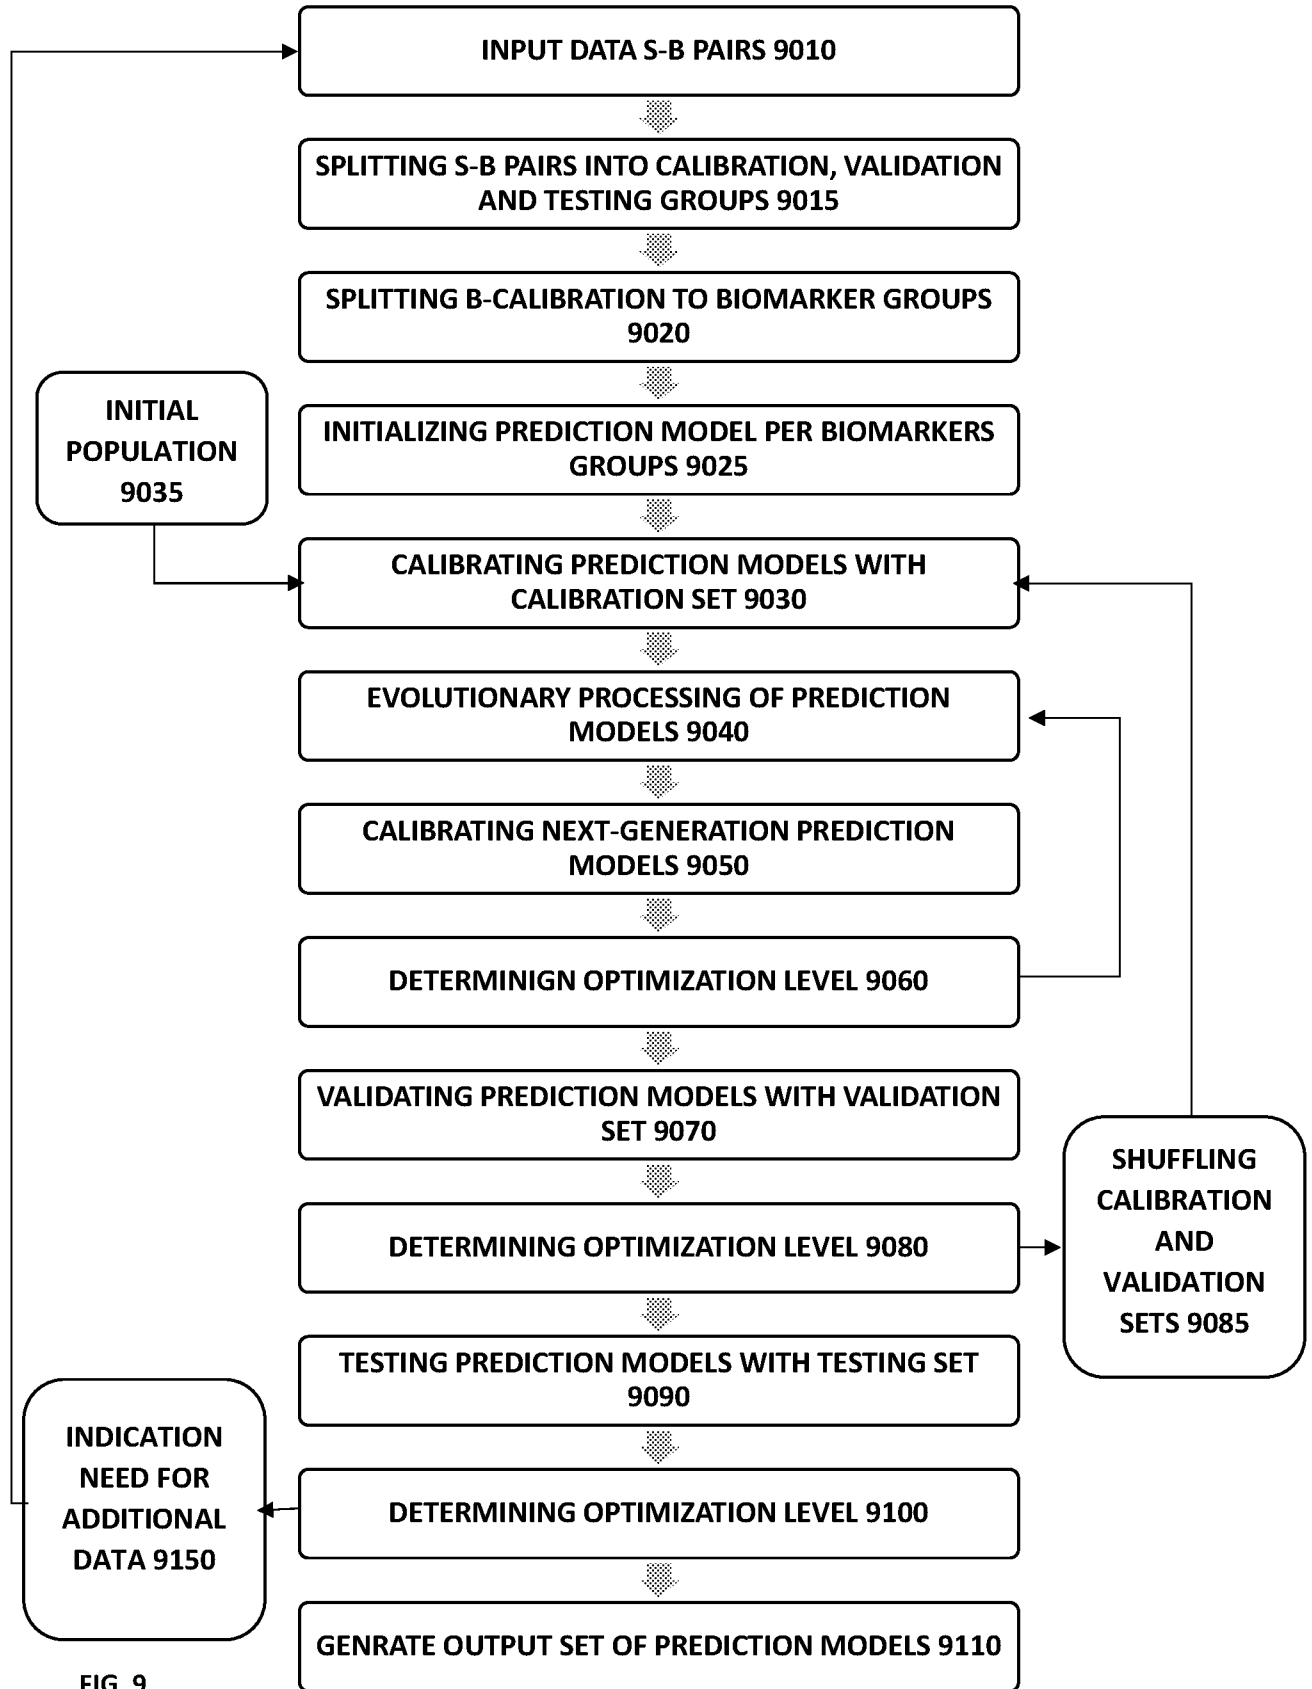 INPUT DATA S-B PAIRS 9010
SPLITTING S-B PAIRS INTO CALIBRATION, VALIDATION
AND TESTING GROUPS 9015
SPLITTING B-CALIBRATION TO BIOMARKER GROUPS
9020
INITIAL
POPULATION
9035
INITIALIZING PREDICTION MODEL PER BIOMARKERS
GROUPS 9025
CALIBRATING PREDICTION MODELS WITH
CALIBRATION SET 9030
EVOLUTIONARY PROCESSING OF PREDICTION
MODELS 9040
CALIBRATING NEXT-GENERATION PREDICTION
MODELS 9050
DETERMINIGN OPTIMIZATION LEVEL 9060
VALIDATING PREDICTION MODELS WITH VALIDATION
SET 9070
DETERMINING OPTIMIZATION LEVEL 9080
SHUFFLING
CALIBRATION
AND
VALIDATION
SETS 9085
TESTING PREDICTION MODELS WITH TESTING SET
9090
INDICATION
NEED FOR
ADDITIONAL
DATA 9150
DETERMINING OPTIMIZATION LEVEL 9100
GENRATE OUTPUT SET OF PREDICTION MODELS 9110
FIG. 9